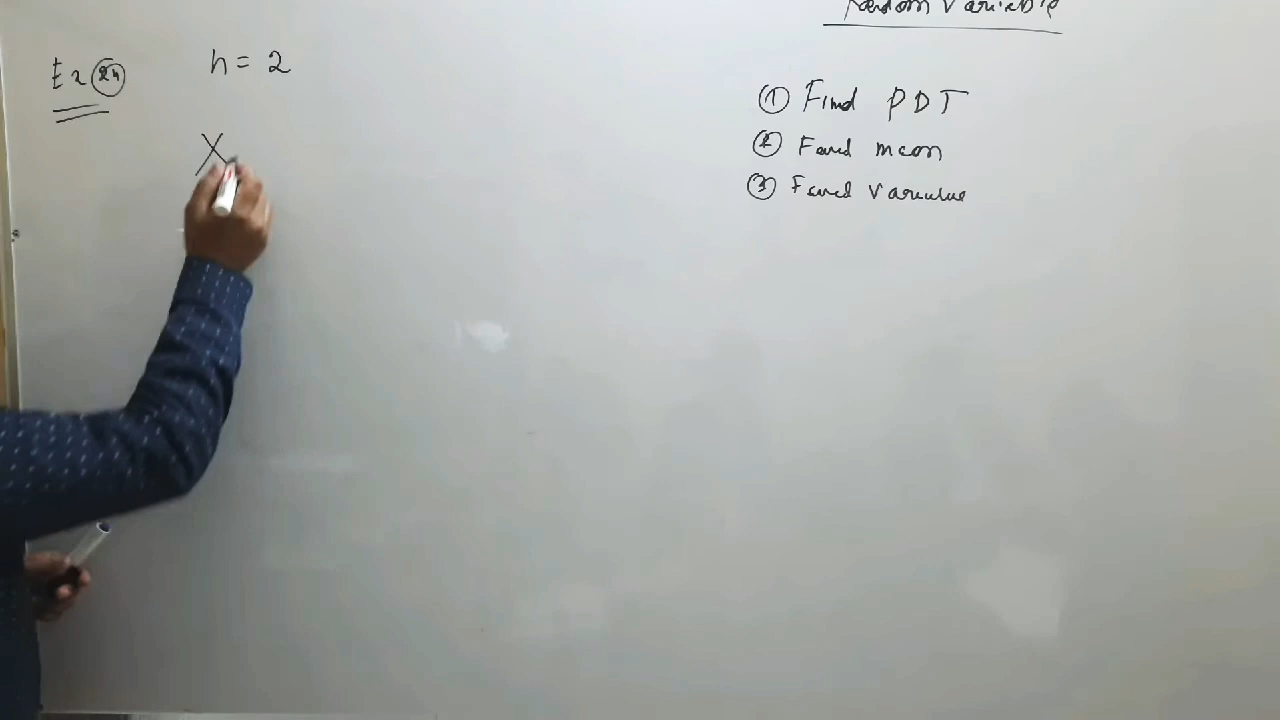 Random Variable
Ex 24
n = 2
X
① Find PDT
② Find mean
③ Find Variance